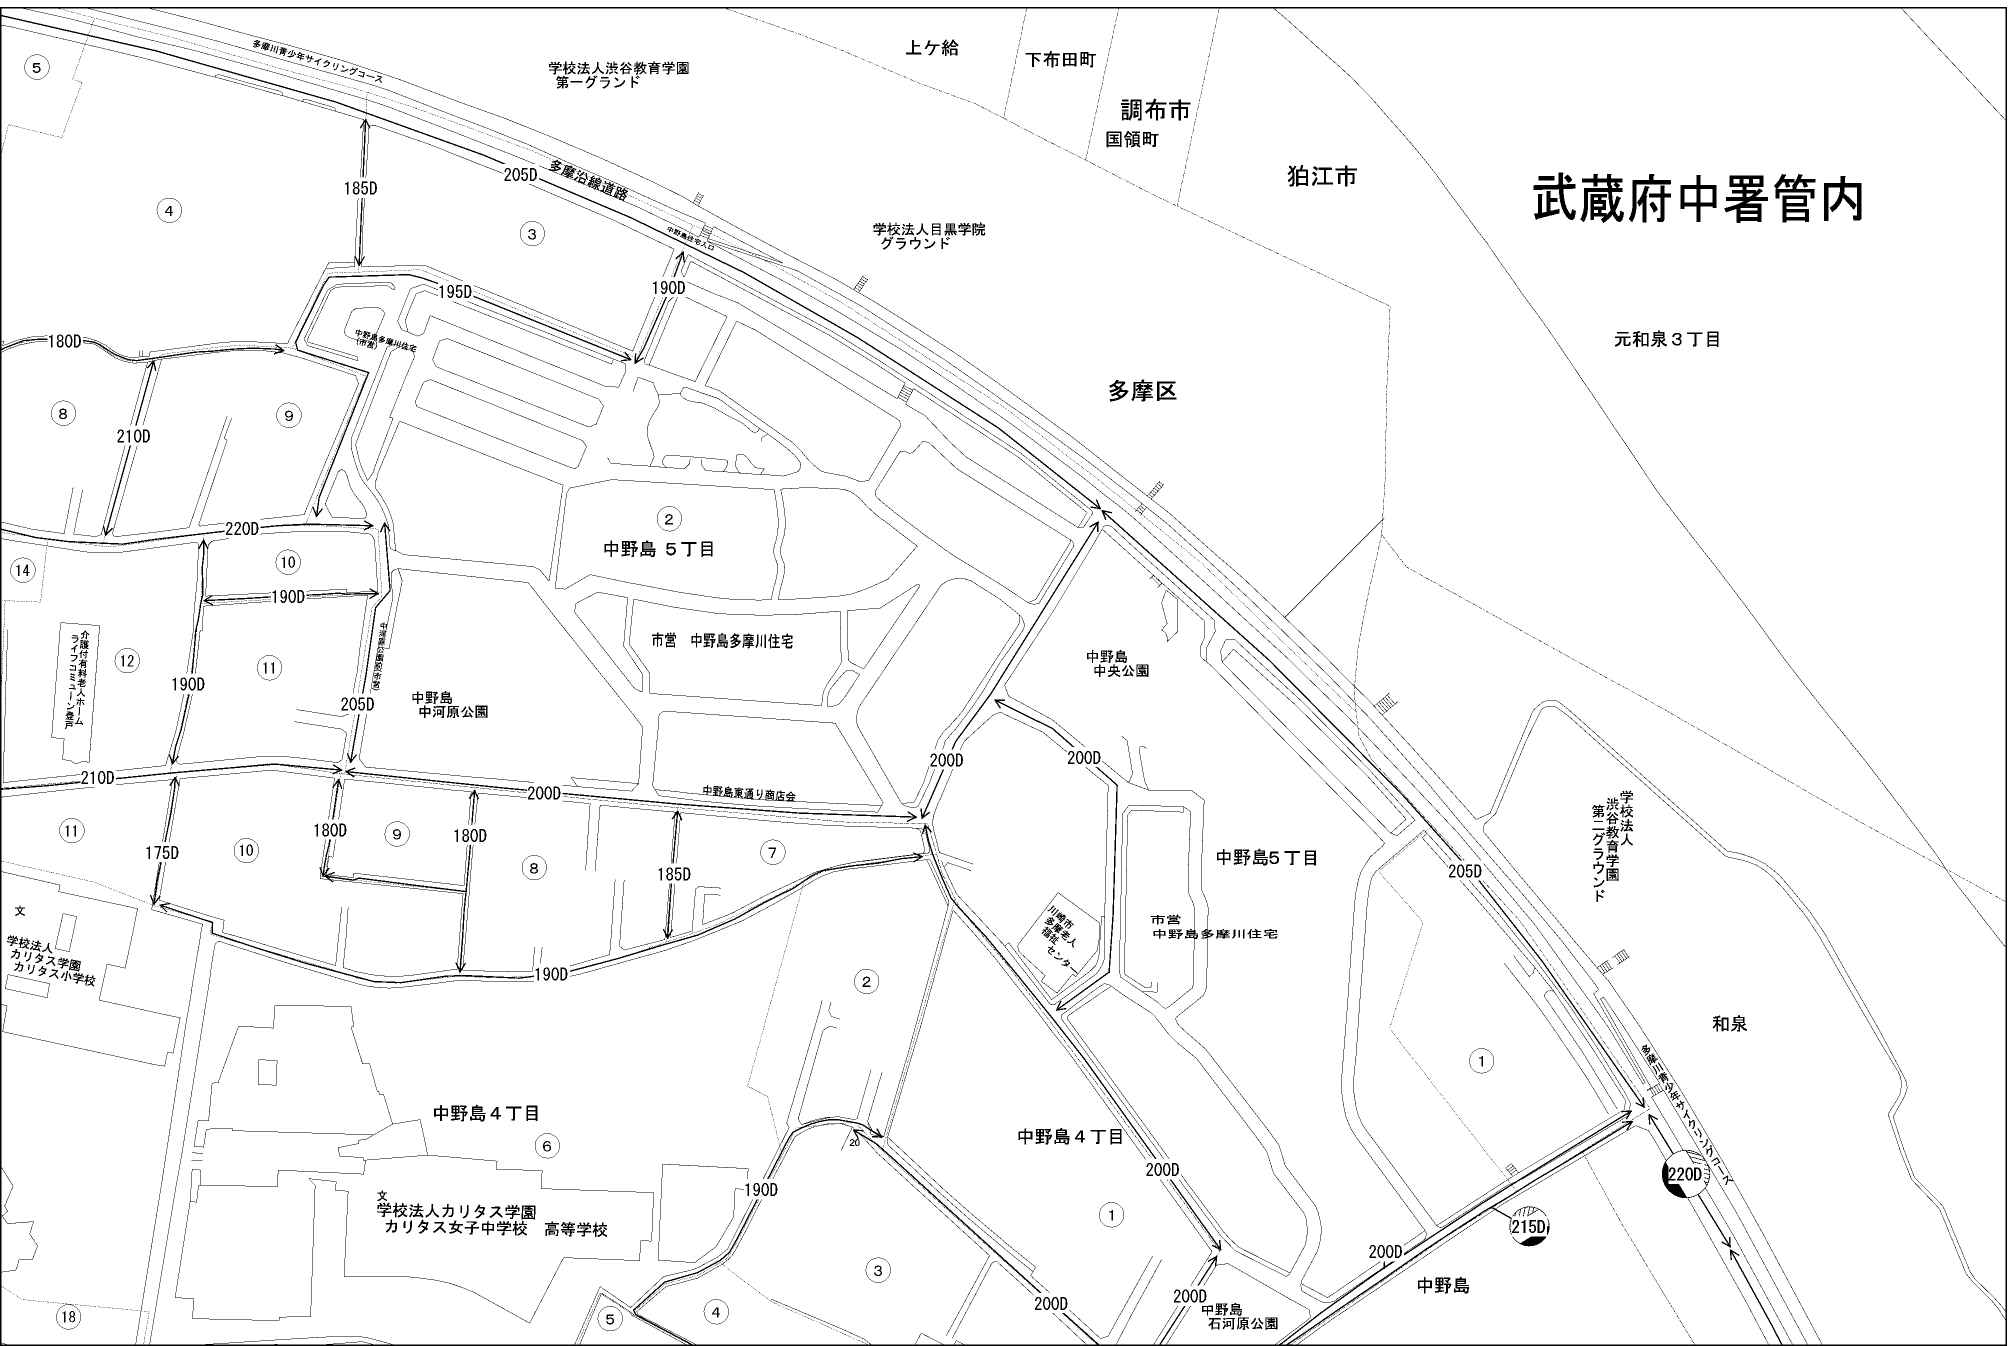 多摩川青少年サイクリングコース
学校法人渋谷教育学園
第一グランド
上ケ給
下布田町
調布市
国領町
狛江市
武蔵府中署管内
⑤
④
③
185D
205D
多摩沿線道路
中野島住宅入口
学校法人目黒学院
グラウンド
195D
190D
180D
中野島多摩川住宅
(市営)
元和泉３丁目
多摩区
⑧
⑨
210D
220D
②
中野島 ５丁目
⑭
⑩
190D
市営　中野島多摩川住宅
中野島
中央公園
介護付有料老人ホーム
ライフコミューン登戸
⑫
⑪
190D
中河原公園前(市営)
205D
中野島
中河原公園
210D
200D
中野島東通り商店会
200D
200D
⑪
175D
⑩
180D
⑨
180D
⑧
185D
⑦
中野島5丁目
205D
学校法人
渋谷教育学園
第二グラウンド
文
学校法人
カリタス学園
カリタス小学校
190D
②
川崎市
多摩老人
福祉
センター
市営
中野島多摩川住宅
和泉
①
多摩川青少年サイクリングコース
中野島４丁目
⑥
20
中野島４丁目
文
学校法人カリタス学園
カリタス女子中学校　高等学校
190D
200D
①
220D
215D
200D
中野島
③
④
⑤
⑱
200D
200D
中野島
石河原公園